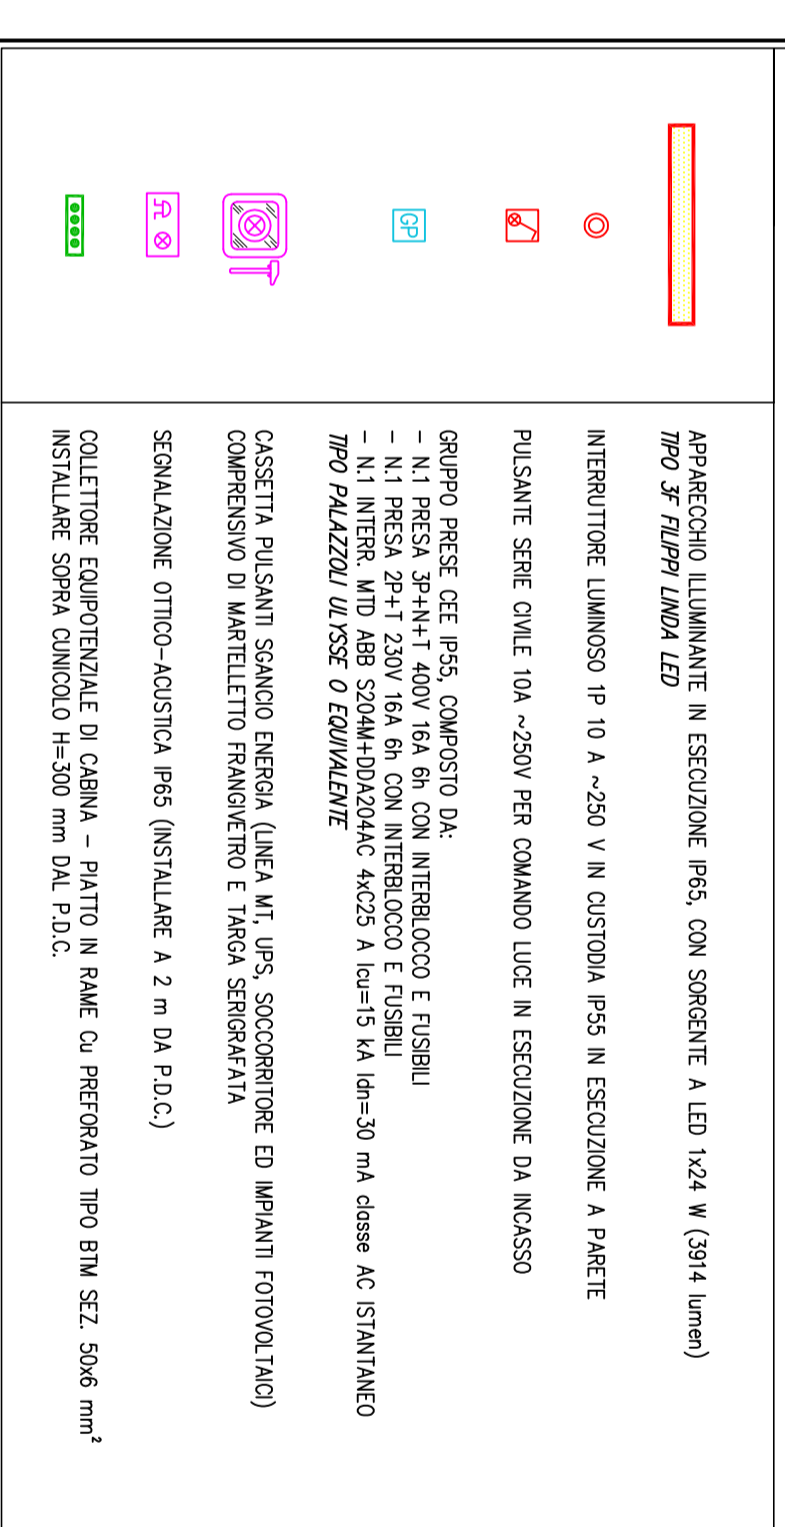 APPARECCHIO ILLUMINANTE IN ESECUZIONE IP65, CON SORGENTE A LED 1x24 W (3914 lumen)
TIPO 3F FILIPPI LINDA LED
INTERRUTTORE LUMINOSO 1P 10 A ~250 V IN CUSTODIA IP55 IN ESECUZIONE A PARETE
PULSANTE SERIE CIVILE 10A ~250V PER COMANDO LUCE IN ESECUZIONE DA INCASSO
GP
GRUPPO PRESE CEE IP55, COMPOSTO DA:
- N.1 PRESA 3P+N+T 400V 16A 6h CON INTERBLOCCO E FUSIBILI
- N.1 PRESA 2P+T 230V 16A 6h CON INTERBLOCCO E FUSIBILI
- N.1 INTERR. MTD ABB S204M+DDA204AC 4xC25 A Icu=15 kA Idn=30 mA classe AC ISTANTANEO
TIPO PALAZZOLI ULYSSE O EQUIVALENTE
CASSETTA PULSANTI SGANCIO ENERGIA (LINEA MT, UPS, SOCCORRITORE ED IMPIANTI FOTOVOLTAICI)
COMPRENSIVO DI MARTELLETTO FRANGIVETRO E TARGA SERIGRAFATA
SEGNALAZIONE OTTICO-ACUSTICA IP65 (INSTALLARE A 2 m DA P.D.C.)
COLLETTORE EQUIPOTENZIALE DI CABINA - PIATTO IN RAME Cu PREFORATO TIPO BTM SEZ. 50x6 mm²
INSTALLARE SOPRA CUNICOLO H=300 mm DAL P.D.C.